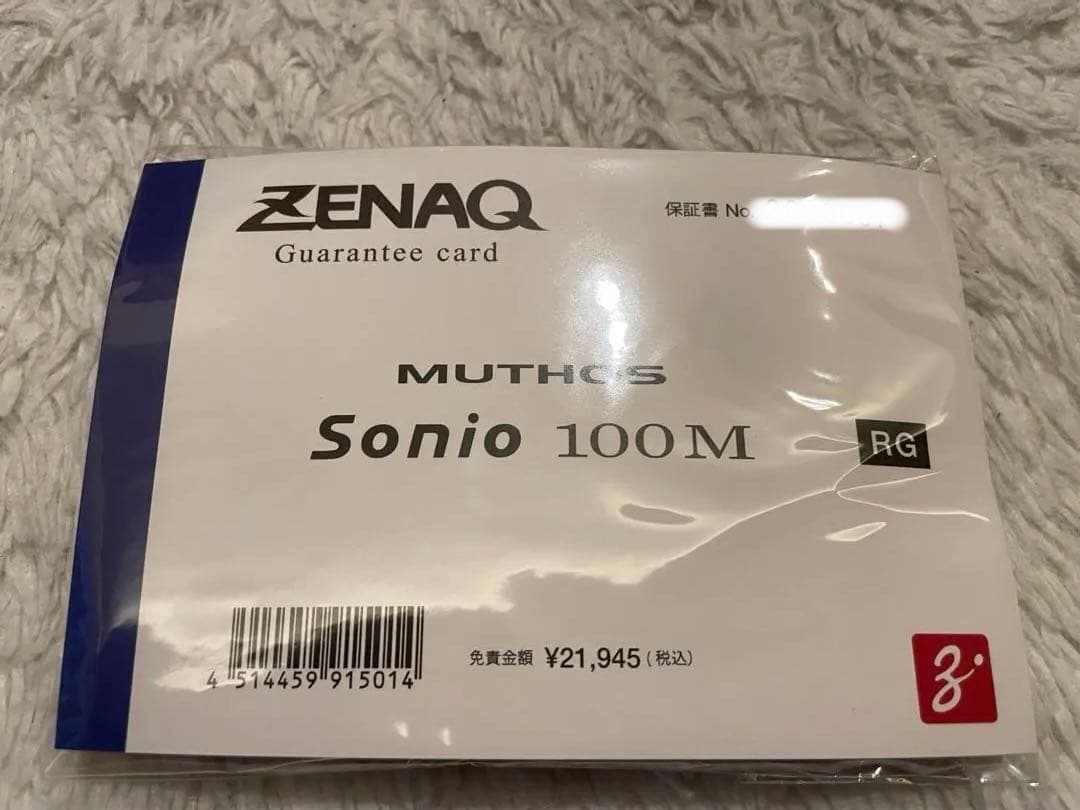 ZENAQ
Guarantee card
保証書 No
MUTHOS
Sonio 100M
RG
4 514459 915014
免責金額 ¥21,945 (税込)
z